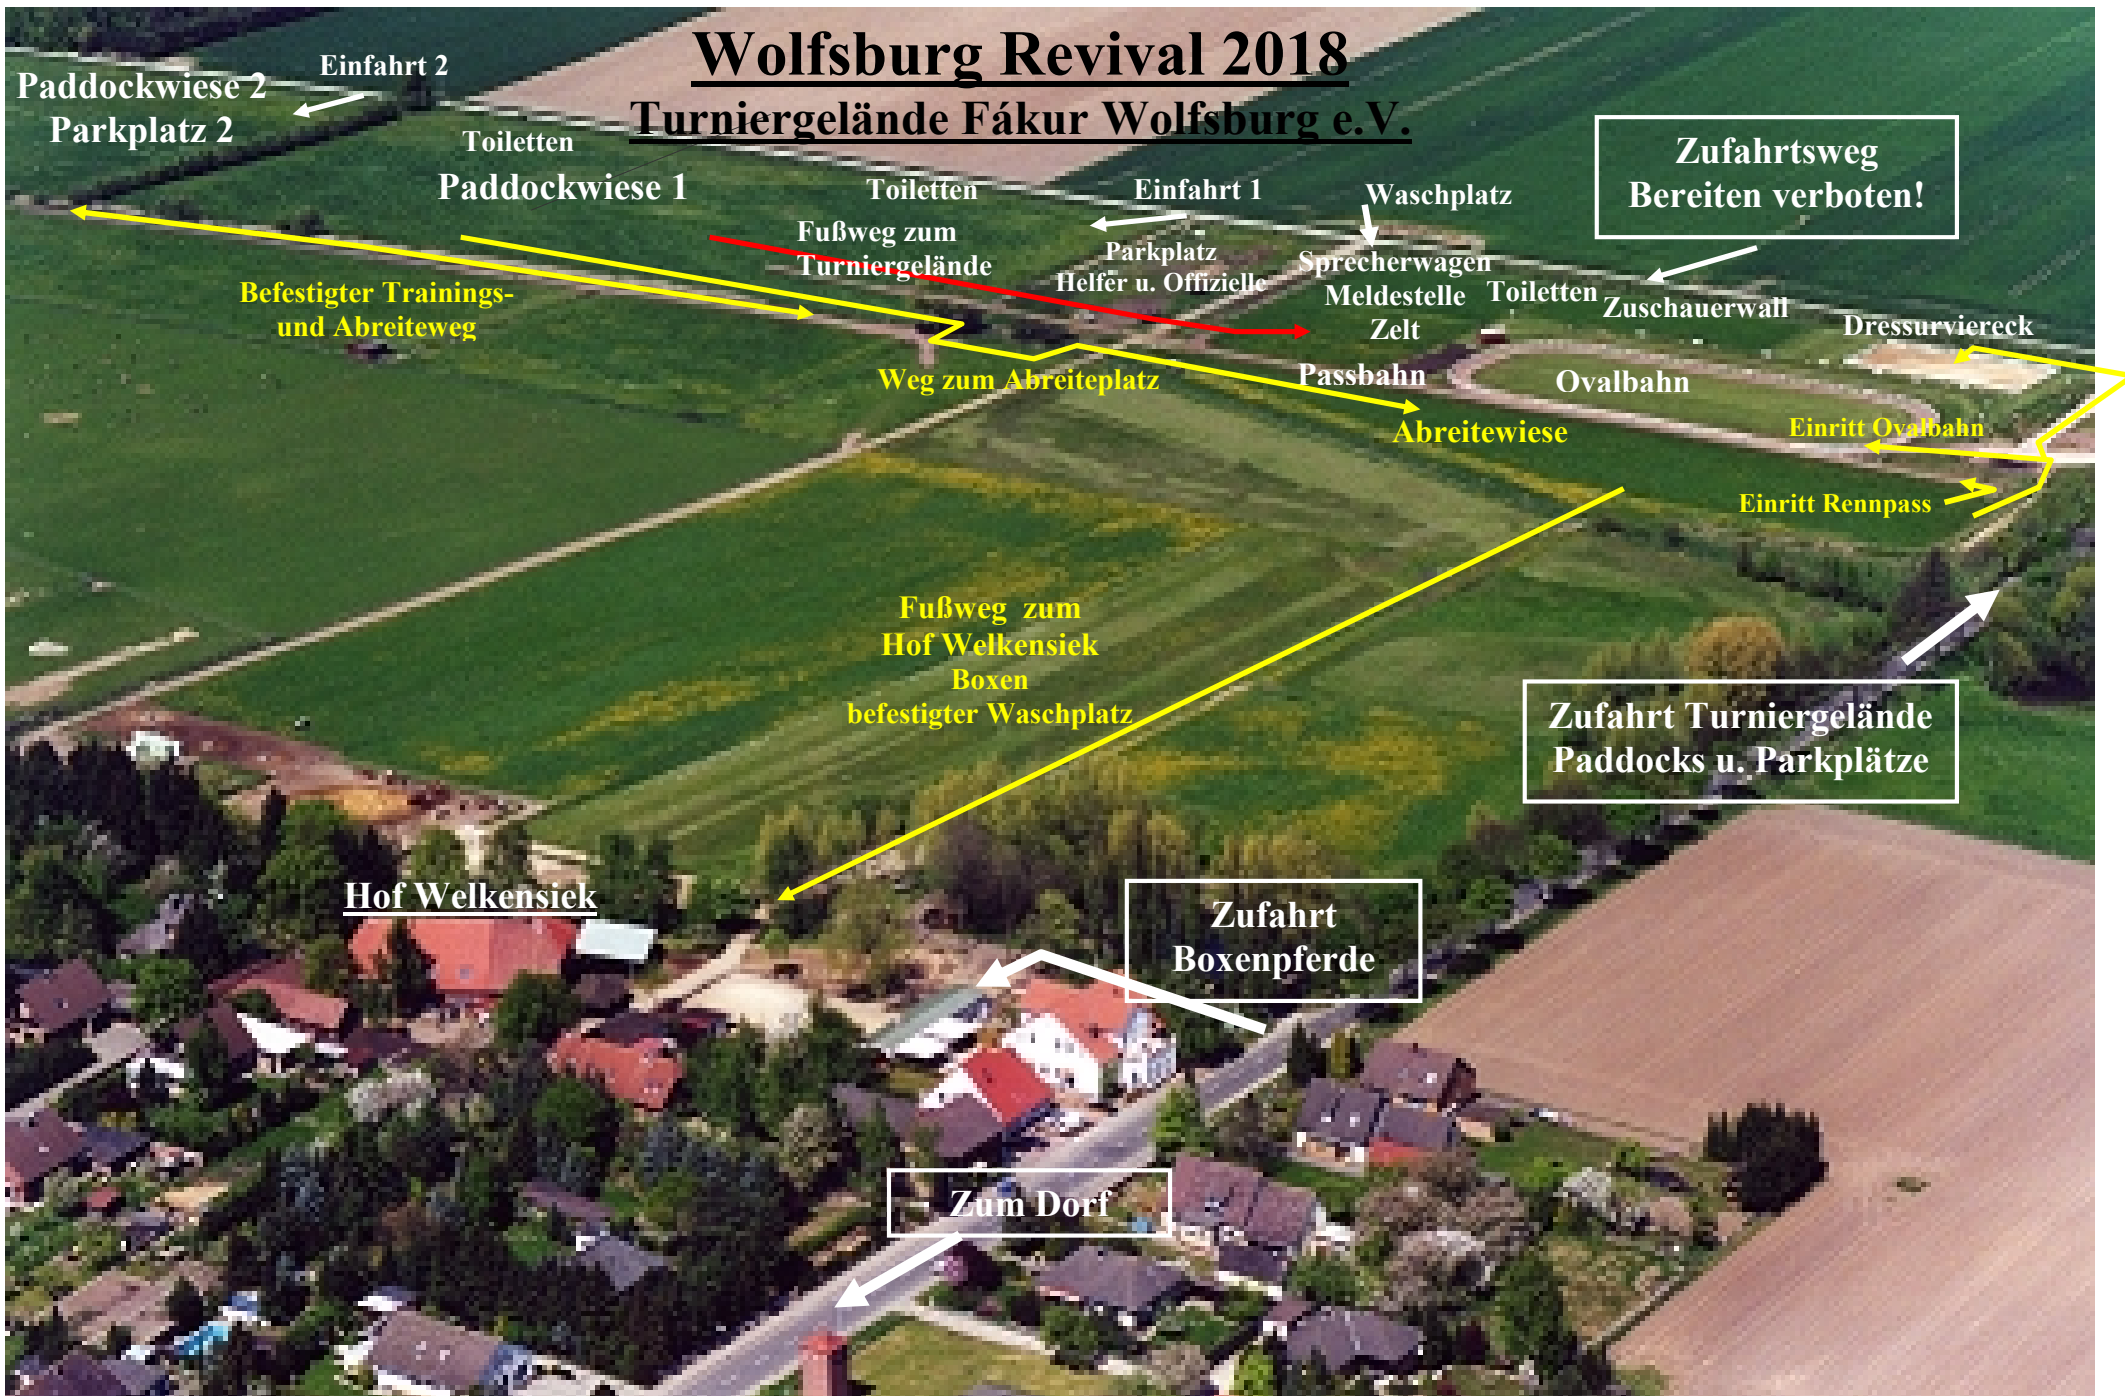 Wolfsburg Revival 2018
Turniergelände Fákur Wolfsburg e.V.
Paddockwiese 2
Parkplatz 2
Einfahrt 2
Toiletten
Paddockwiese 1
Toiletten
Einfahrt 1
Waschplatz
Zufahrtsweg
Bereiten verboten!
Fußweg zum
Turniergelände
Parkplatz
Helfer u. Offizielle
Sprecherwagen
Meldestelle
Zelt
Toiletten
Zuschauerwall
Dressurviereck
Befestigter Trainings-
und Abreiteweg
Weg zum Abreiteplatz
Passbahn
Ovalbahn
Abreitewiese
Einritt Ovalbahn
Einritt Rennpass
Fußweg zum
Hof Welkensiek
Boxen
befestigter Waschplatz
Zufahrt Turniergelände
Paddocks u. Parkplätze
Hof Welkensiek
Zufahrt
Boxenpferde
Zum Dorf